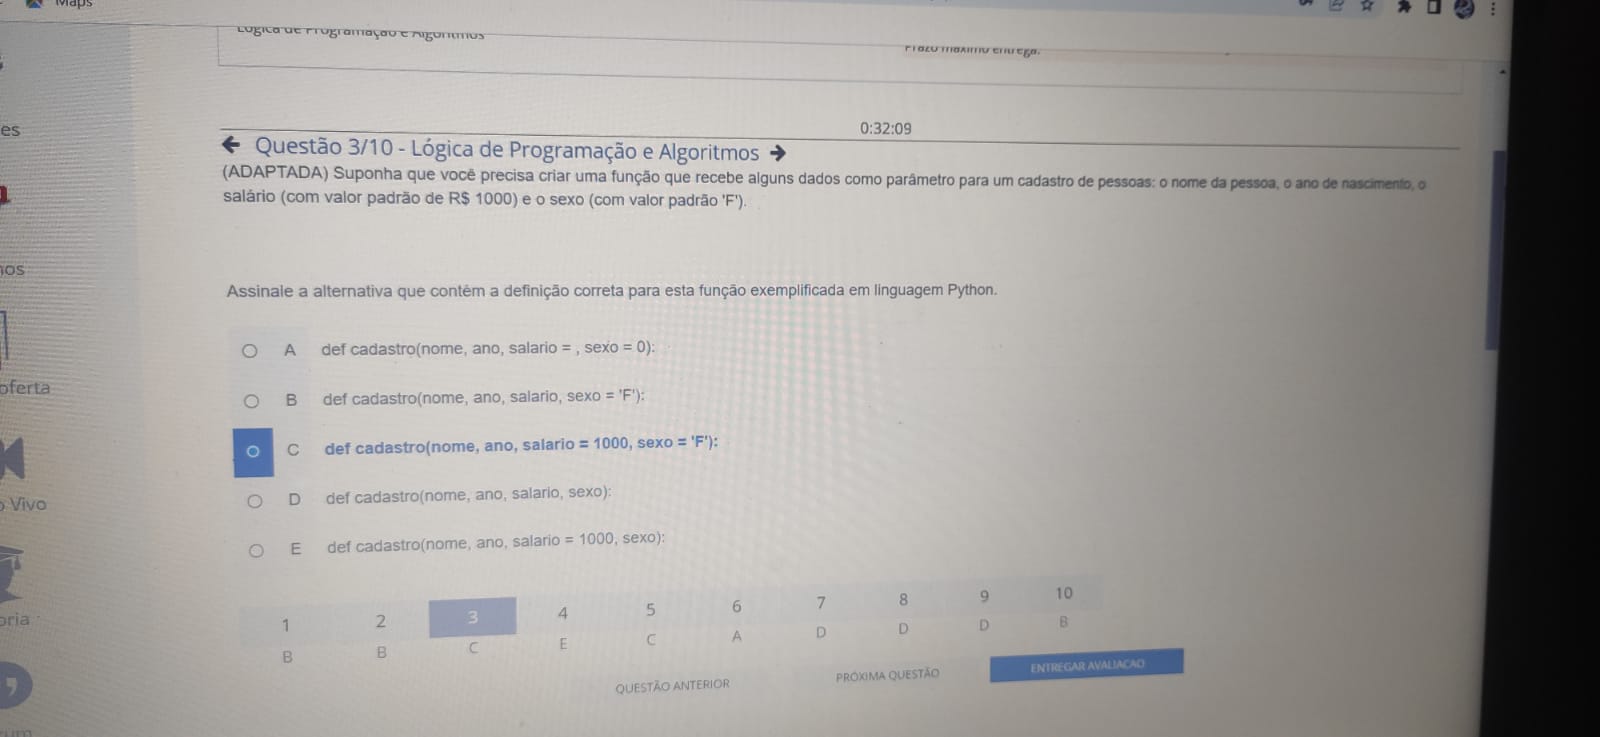 Maps
Lógica de Programação e Algoritmos
Prazo máximo entrega:
es
0:32:09
Questão 3/10 - Lógica de Programação e Algoritmos
(ADAPTADA) Suponha que você precisa criar uma função que recebe alguns dados como parâmetro para um cadastro de pessoas: o nome da pessoa, o ano de nascimento, o
salário (com valor padrão de R$ 1000) e o sexo (com valor padrão 'F').
Assinale a alternativa que contém a definição correta para esta função exemplificada em linguagem Python.
A def cadastro(nome, ano, salario = , sexo = 0):
oferta
B def cadastro(nome, ano, salario, sexo = 'F'):
C def cadastro(nome, ano, salario = 1000, sexo = 'F'):
Vivo
D def cadastro(nome, ano, salario, sexo):
E def cadastro(nome, ano, salario = 1000, sexo):
1 2 3 4 5 6 7 8 9 10
B B C E C A D D D B
QUESTÃO ANTERIOR PRÓXIMA QUESTÃO ENTREGAR AVALIACAO